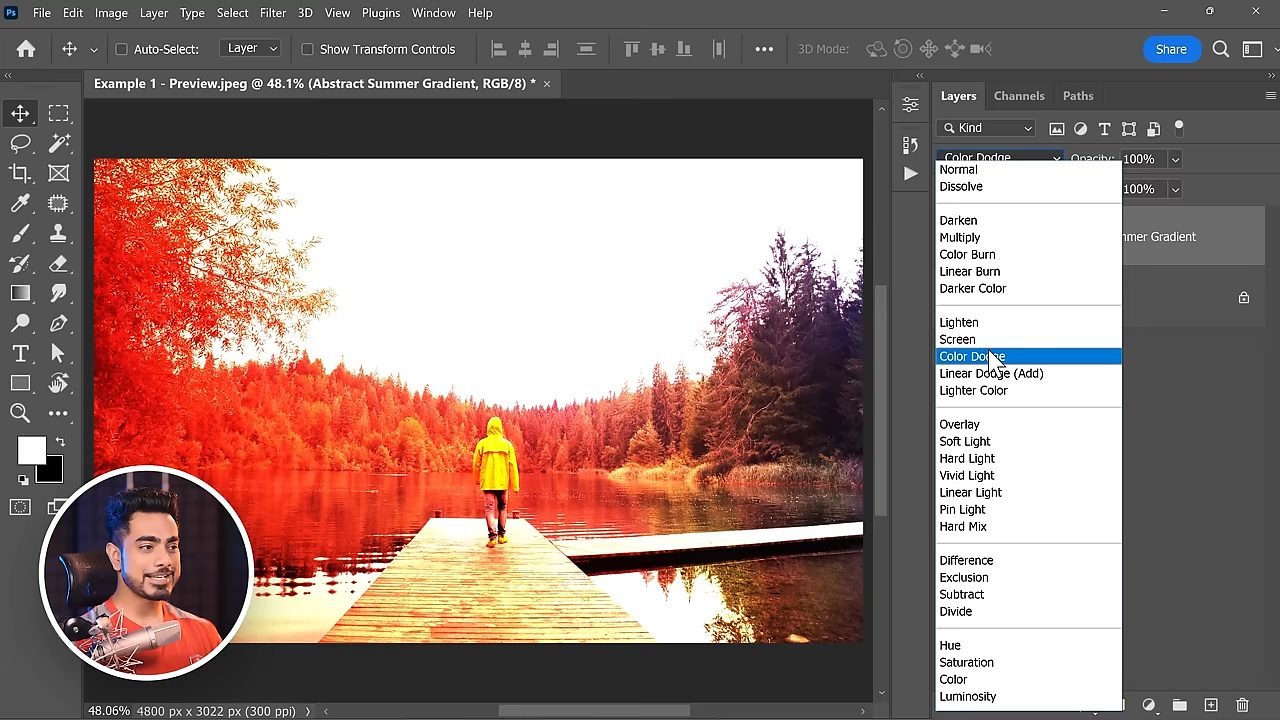 Ps File Edit Image Layer Type Select Filter 3D View Plugins Window Help
Auto-Select: Layer Show Transform Controls 3D Mode: Share
Example 1 - Preview.jpeg @ 48.1% (Abstract Summer Gradient, RGB/8) *
Layers Channels Paths
Kind
Color Dodge Opacity: 100%
Normal
Dissolve
100%
Darken
Multiply
mmer Gradient
Color Burn
Linear Burn
Darker Color
Lighten
Screen
Color Dodge
Linear Dodge (Add)
Lighter Color
Overlay
Soft Light
Hard Light
Vivid Light
Linear Light
Pin Light
Hard Mix
Difference
Exclusion
Subtract
Divide
Hue
Saturation
Color
Luminosity
48.06% 4800 px x 3022 px (300 ppi)